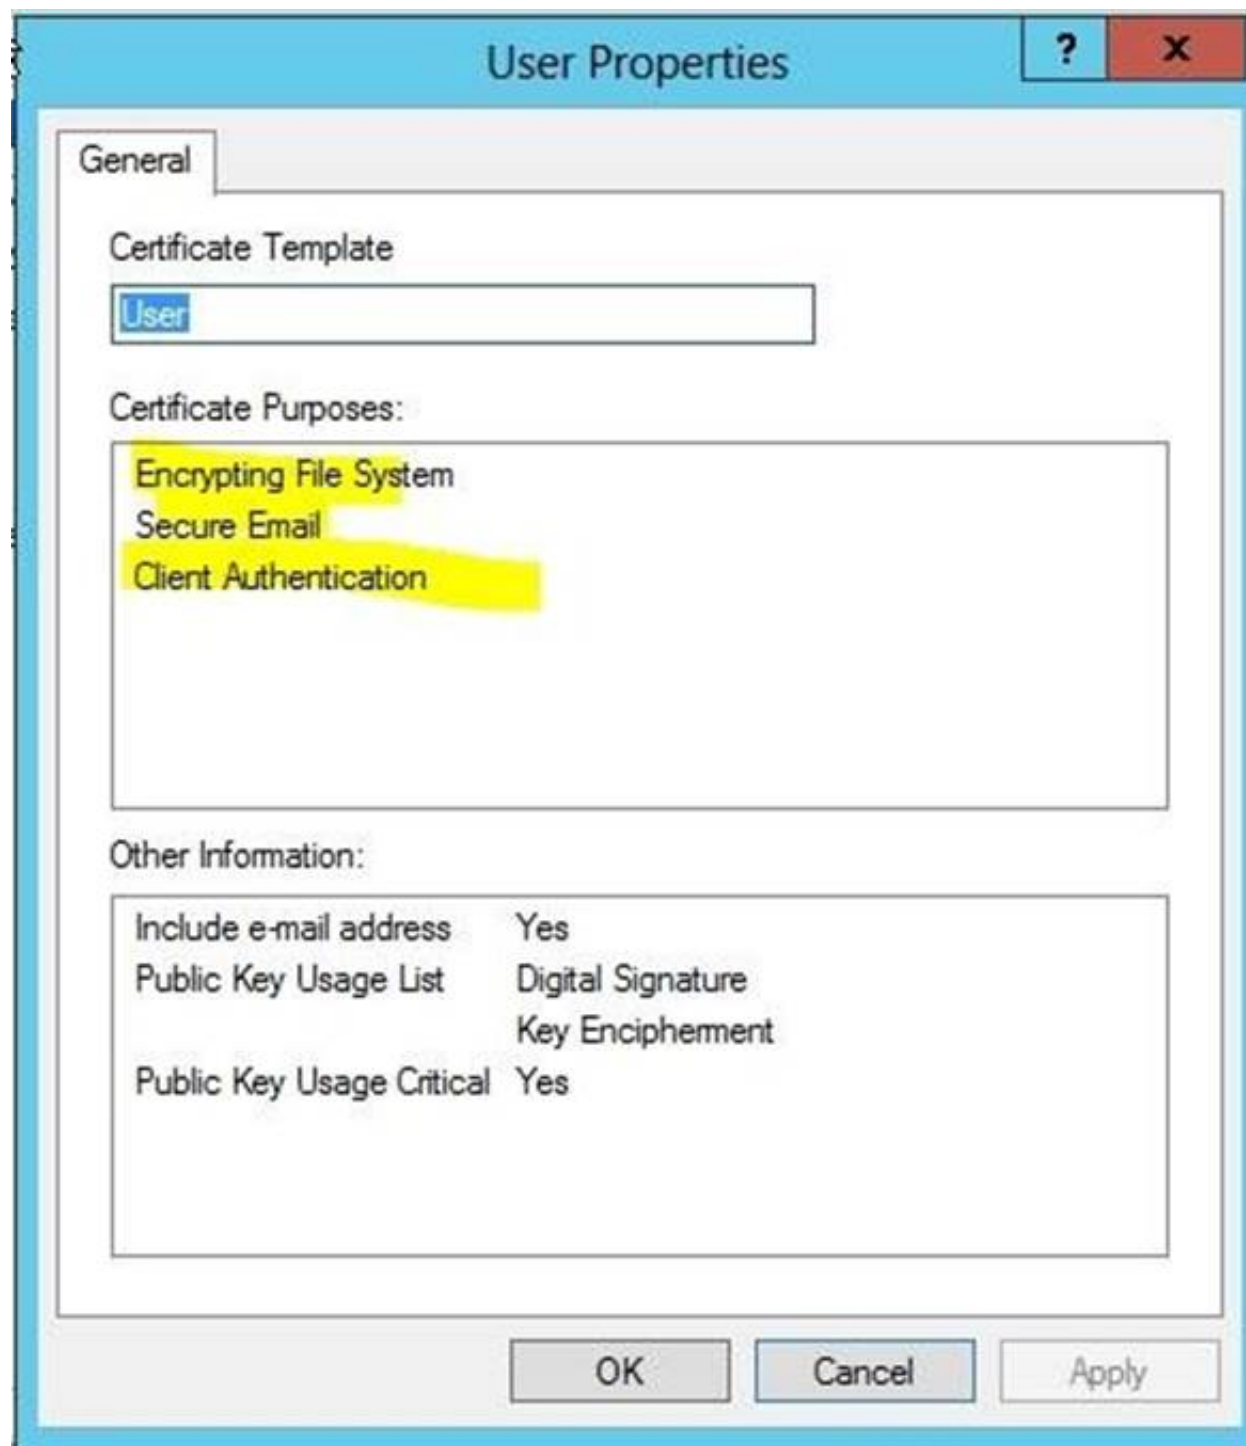 User Properties
?
x
General
Certificate Template
User
Certificate Purposes:
Encrypting File System
Secure Email
Client Authentication
Other Information:
Include e-mail address Yes
Public Key Usage List Digital Signature
Key Encipherment
Public Key Usage Critical Yes
OK Cancel Apply